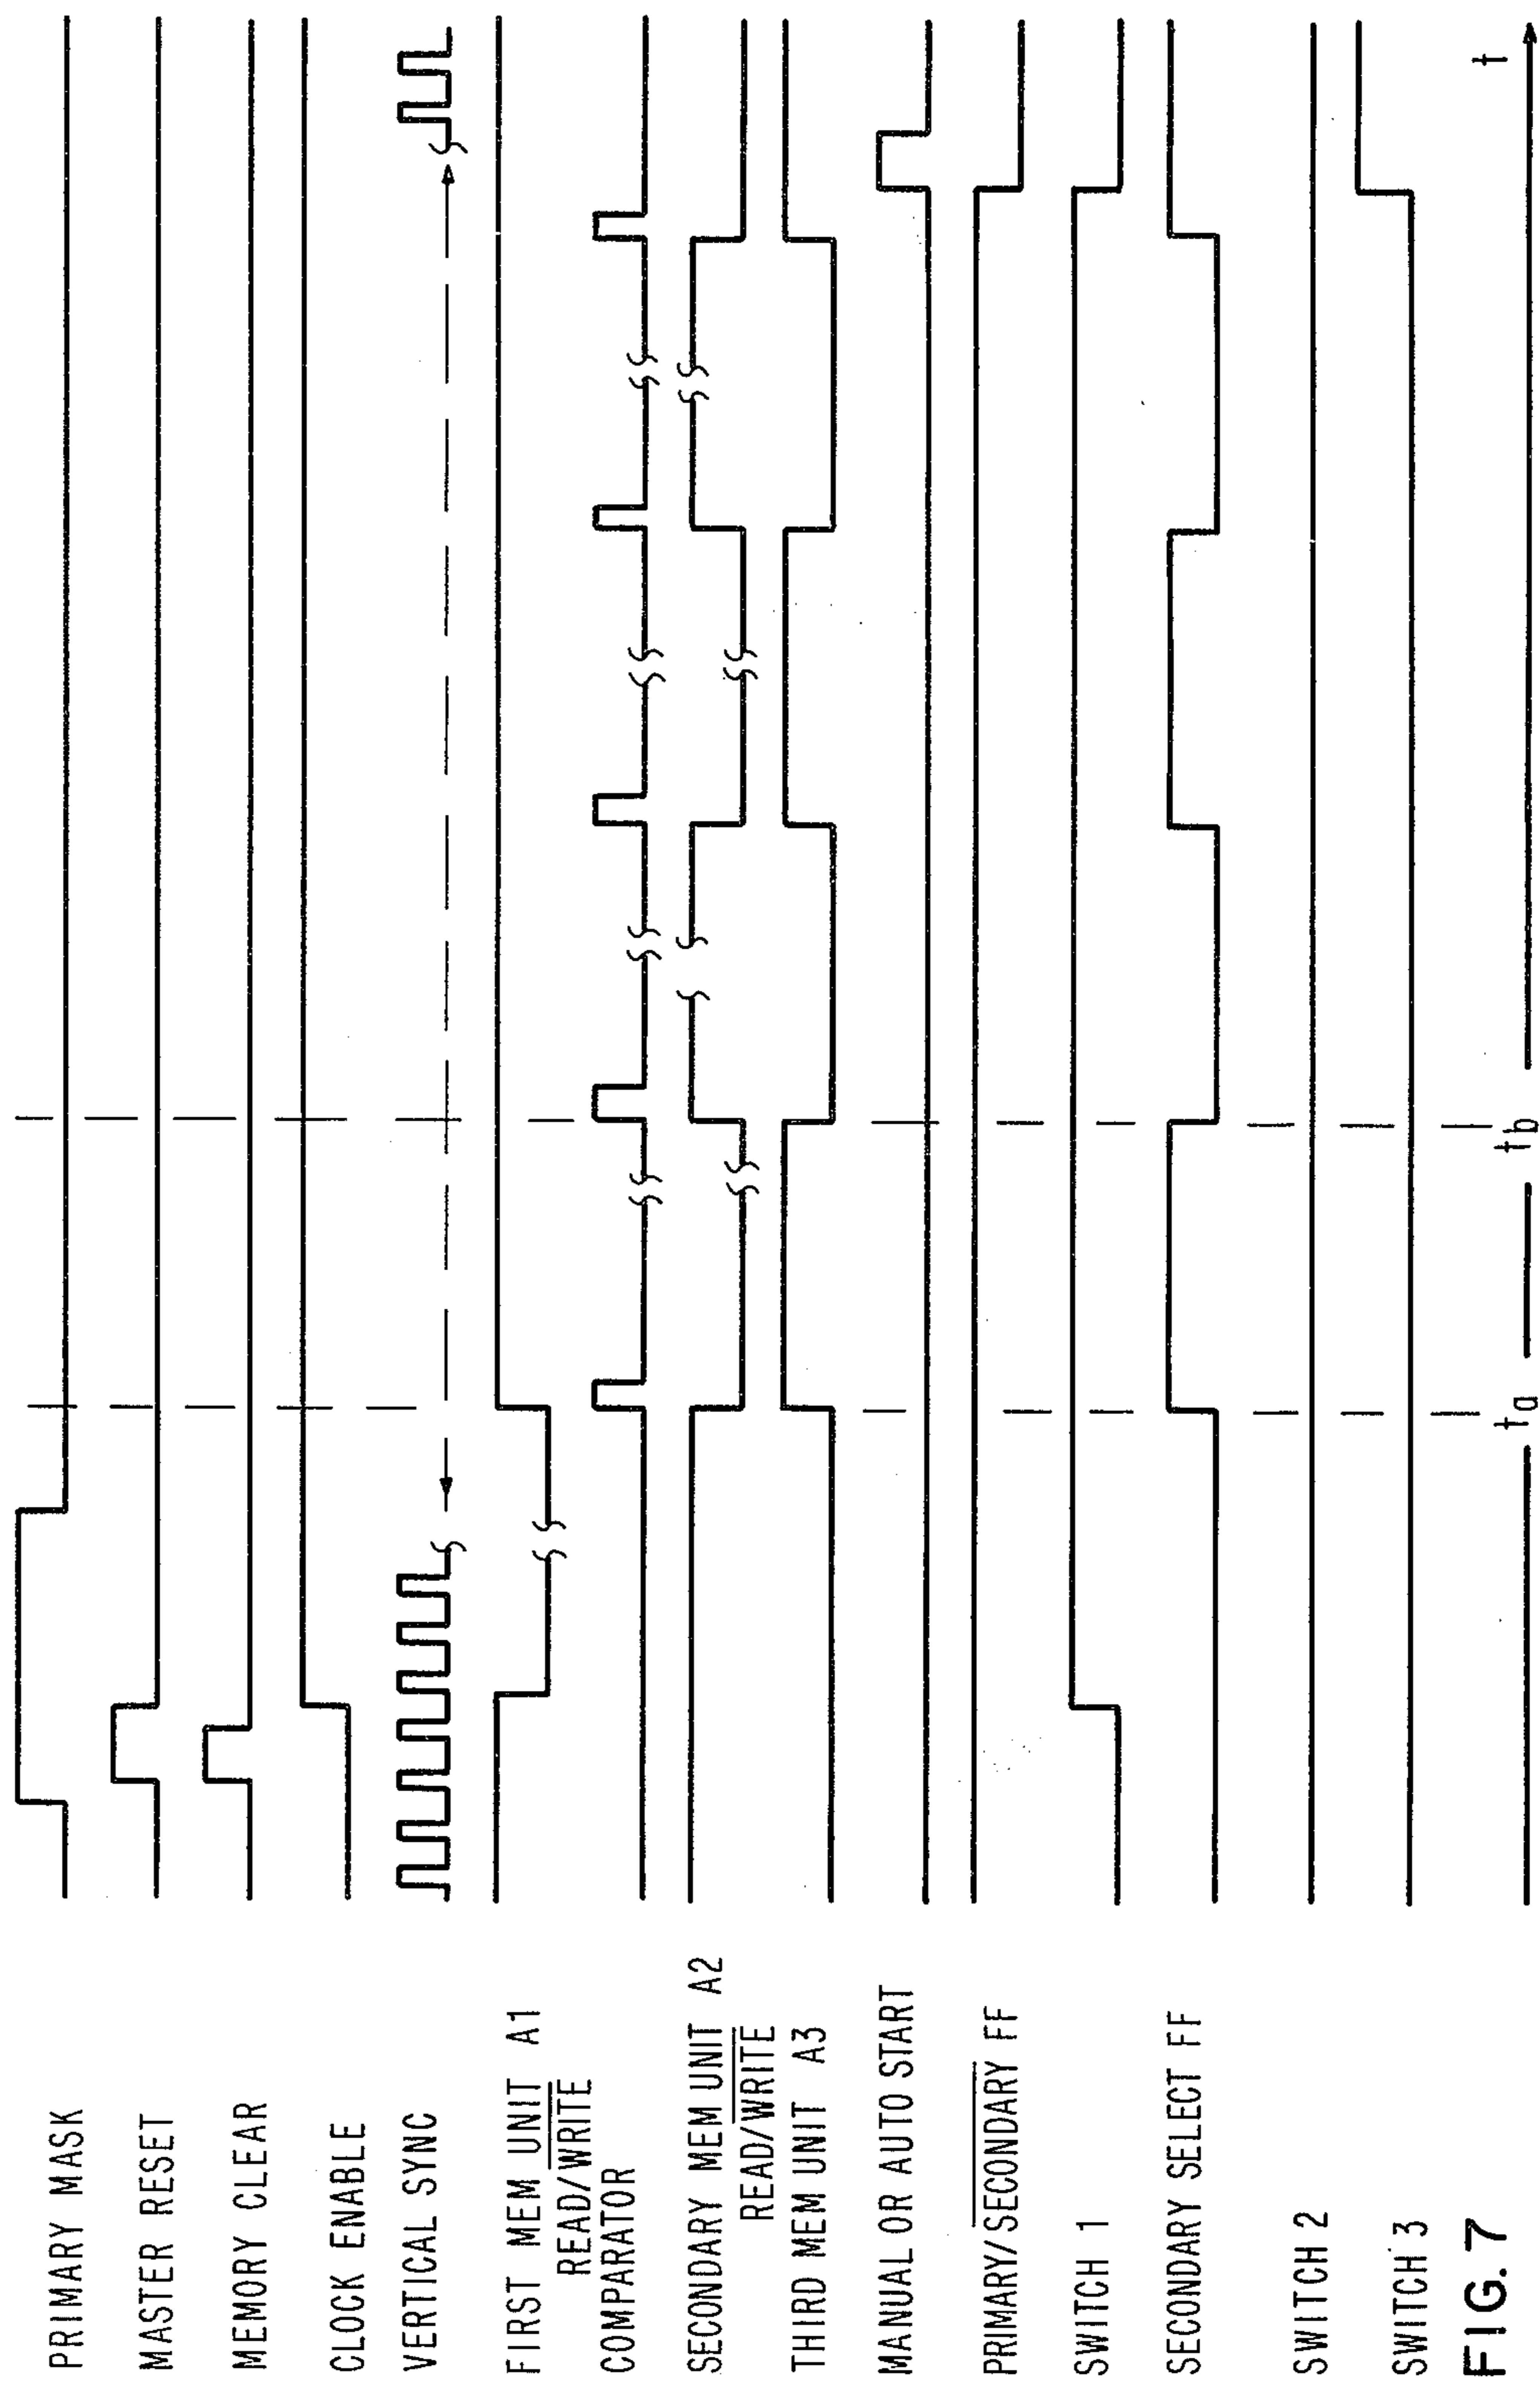 PRIMARY MASK
MASTER RESET
MEMORY CLEAR
CLOCK ENABLE
VERTICAL SYNC
FIRST MEM UNIT A1
READ/WRITE
COMPARATOR
SECONDARY MEM UNIT A2
READ/WRITE
THIRD MEM UNIT A3
MANUAL OR AUTO START
PRIMARY/SECONDARY FF
SWITCH 1
SECONDARY SELECT FF
SWITCH 2
SWITCH 3
ta tb t
FIG. 7